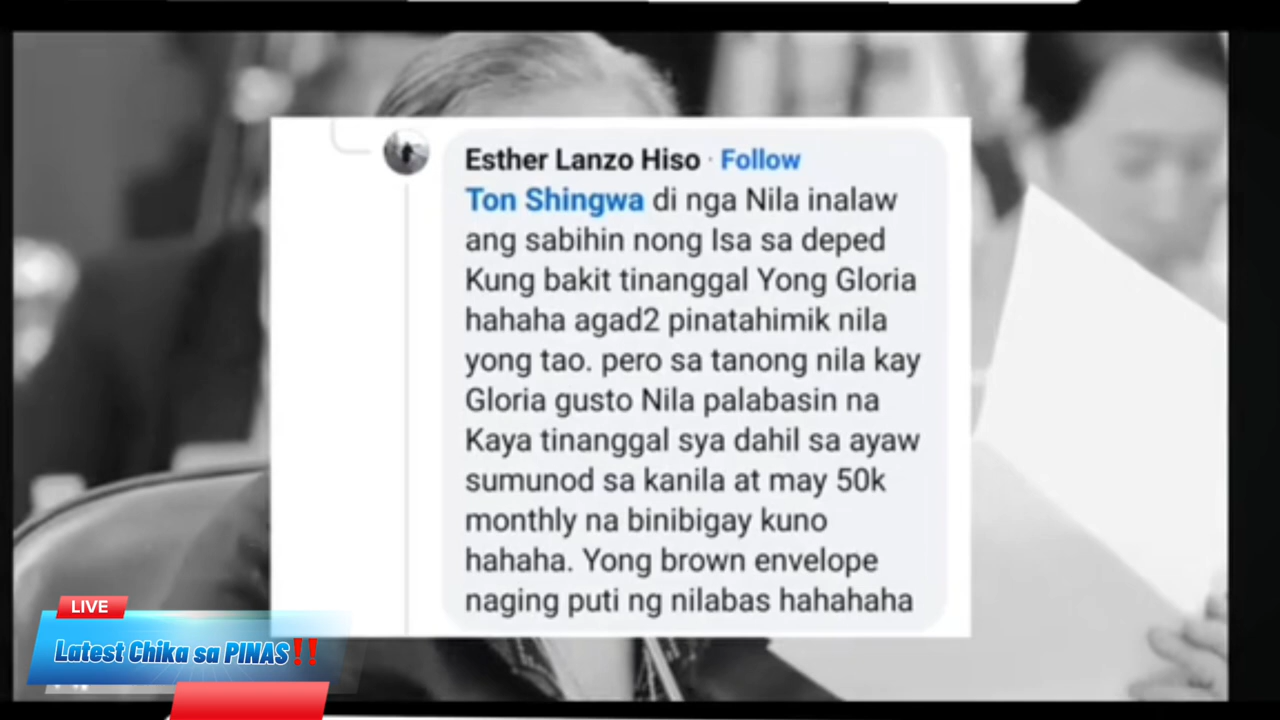 Esther Lanzo Hiso · Follow
Ton Shingwa di nga Nila inalaw
ang sabihin nong Isa sa deped
Kung bakit tinanggal Yong Gloria
hahaha agad2 pinatahimik nila
yong tao. pero sa tanong nila kay
Gloria gusto Nila palabasin na
Kaya tinanggal sya dahil sa ayaw
sumunod sa kanila at may 50k
monthly na binibigay kuno
hahaha. Yong brown envelope
naging puti ng nilabas hahahaha
LIVE
Latest Chika sa PINAS‼️